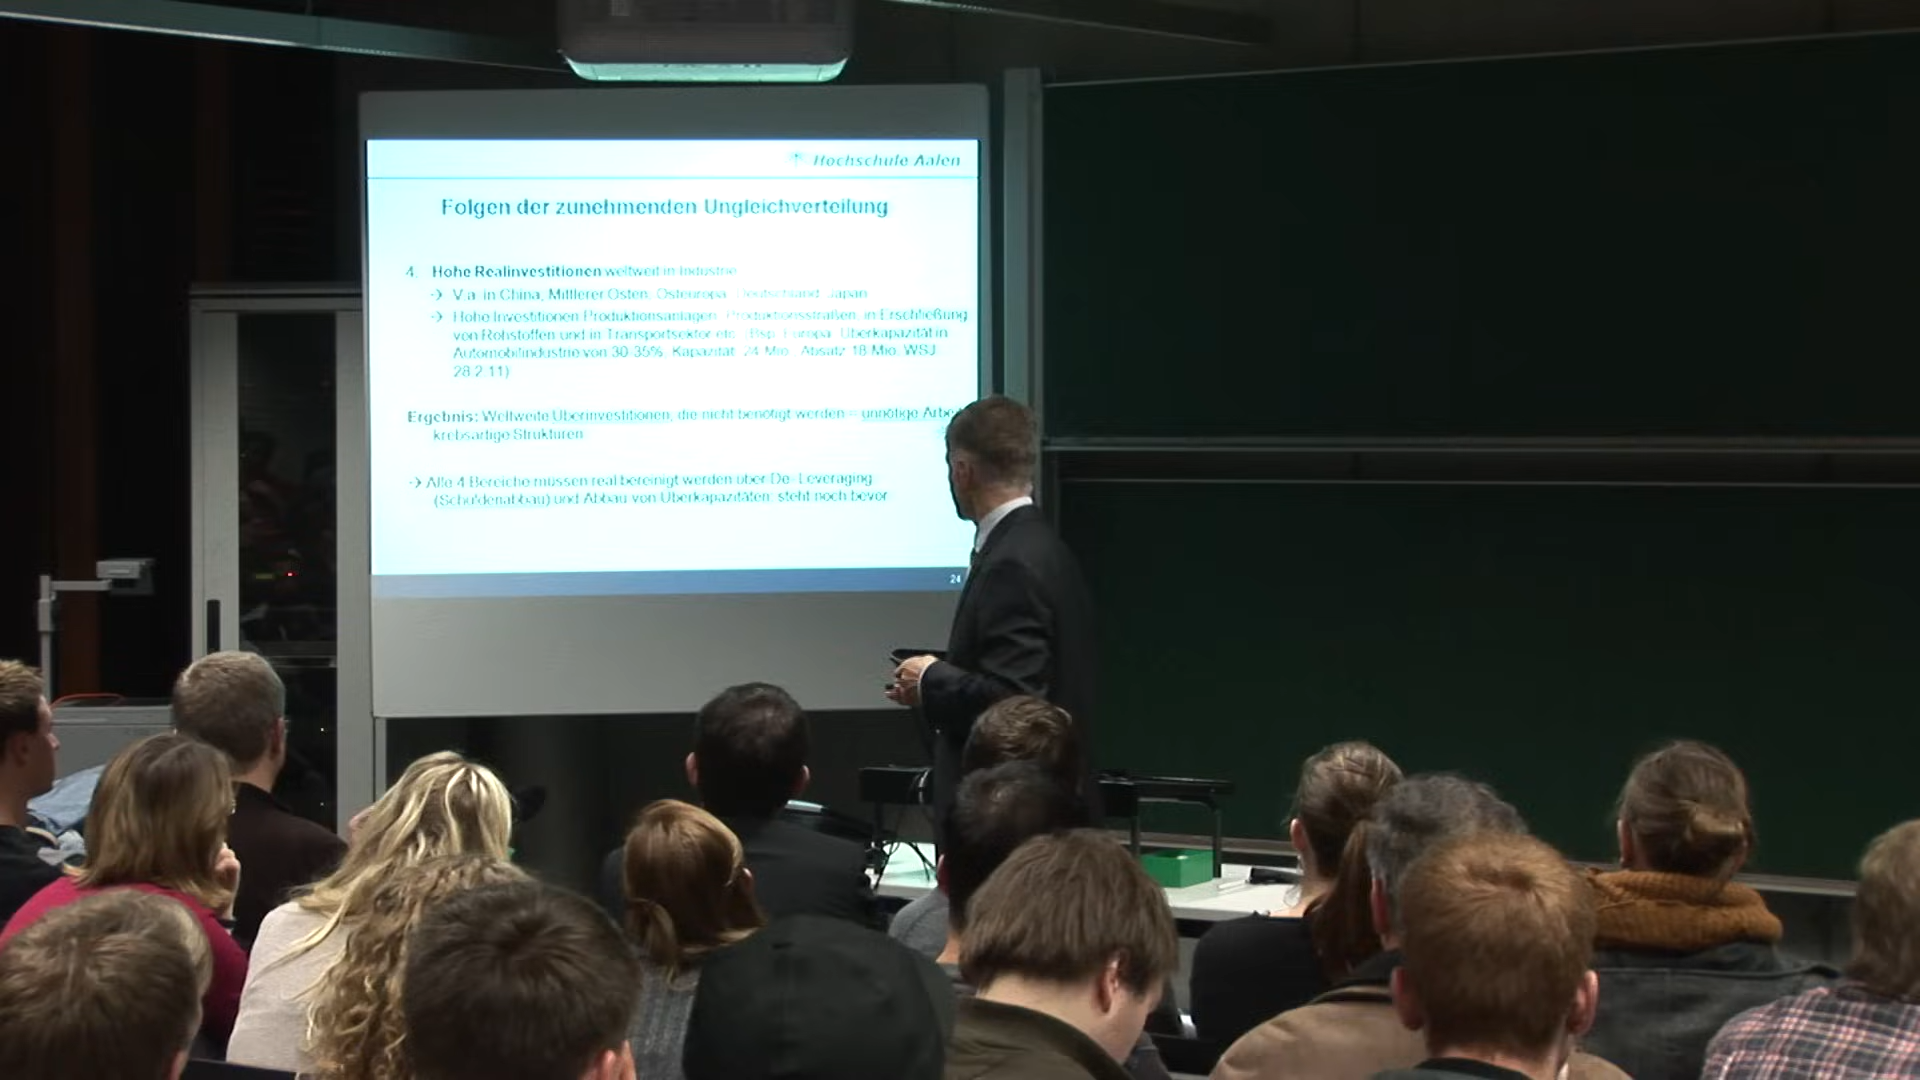 Hochschule Aalen
Folgen der zunehmenden Ungleichverteilung
4. Hohe Realinvestitionen weltweit in Industrie
→ V.a. in China, Mittlerer Osten, Osteuropa, Deutschland, Japan
→ Hohe Investitionen Produktionsanlagen, Produktionsstraßen, in Erschließung
von Rohstoffen und in Transportsektor etc. (Bsp. Europa: Überkapazität in
Automobilindustrie von 30-35%, Kapazität: 24 Mio., Absatz 18 Mio. WSJ
28.2.11)
Ergebnis: Weltweite Überinvestitionen, die nicht benötigt werden = unnötige
krebsartige Strukturen
→ Alle 4 Bereiche müssen real bereinigt werden über De-Leveraging
(Schuldenabbau) und Abbau von Überkapazitäten: steht noch bevor
24